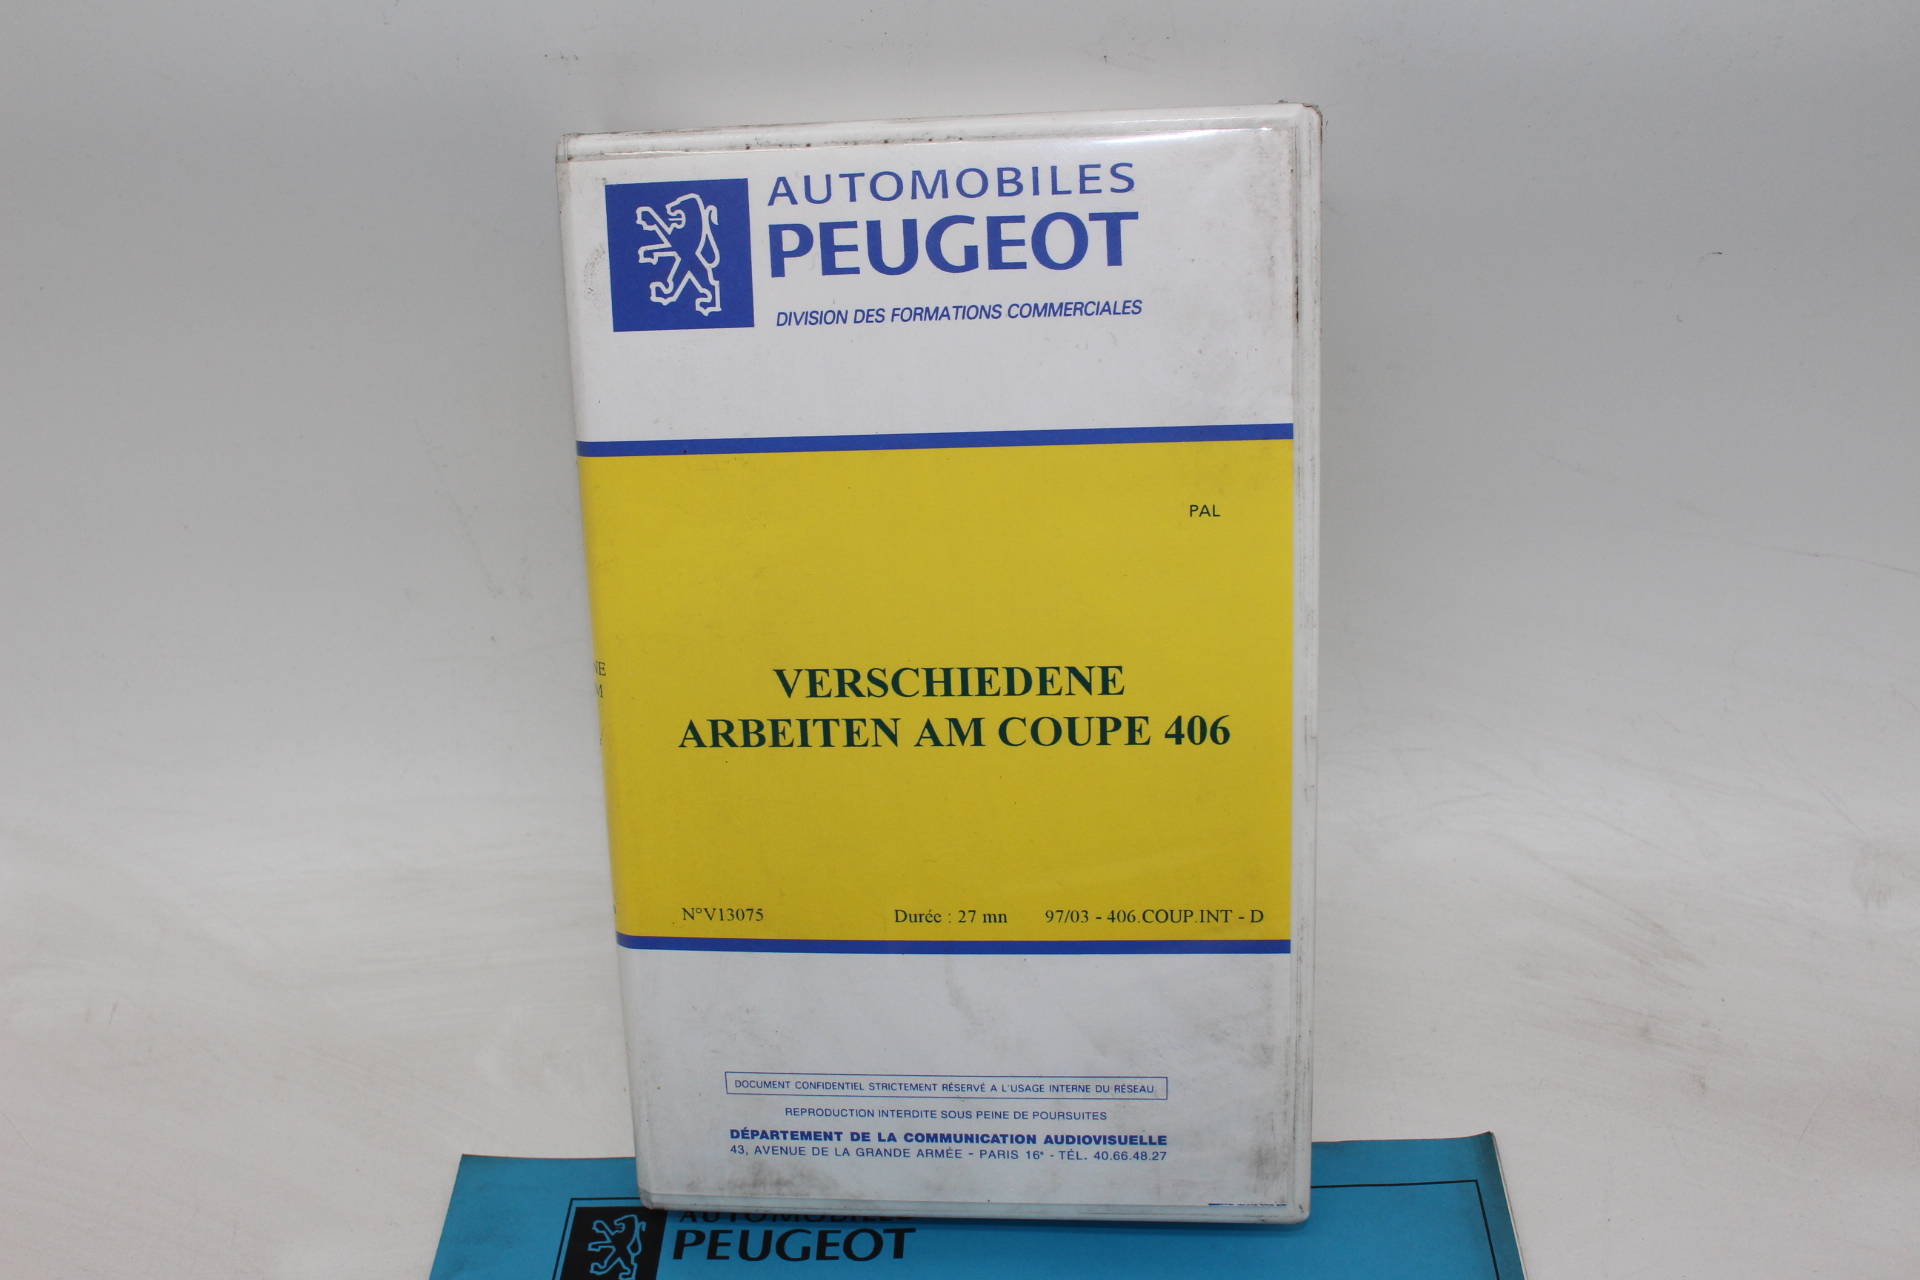 AUTOMOBILES
PEUGEOT
DIVISION DES FORMATIONS COMMERCIALES
PAL
VERSCHIEDENE
ARBEITEN AM COUPE 406
N°V13075 Durée : 27 mn 97/03 - 406.COUP.INT - D
DOCUMENT CONFIDENTIEL STRICTEMENT RÉSERVÉ A L'USAGE INTERNE DU RÉSEAU.
REPRODUCTION INTERDITE SOUS PEINE DE POURSUITES
DÉPARTEMENT DE LA COMMUNICATION AUDIOVISUELLE
43, AVENUE DE LA GRANDE ARMÉE - PARIS 16e - TÉL. 40.66.48.27
AUTOMOBILES
PEUGEOT